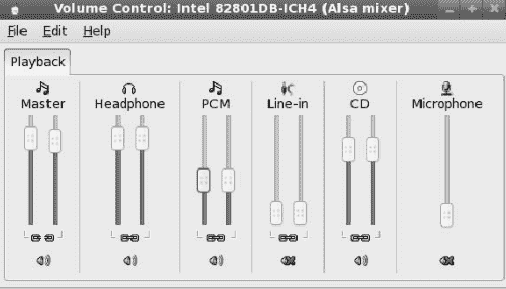 Volume Control: Intel 82801DB-ICH4 (Alsa mixer)
File Edit Help
Playback
Master Headphone PCM Line-in CD Microphone